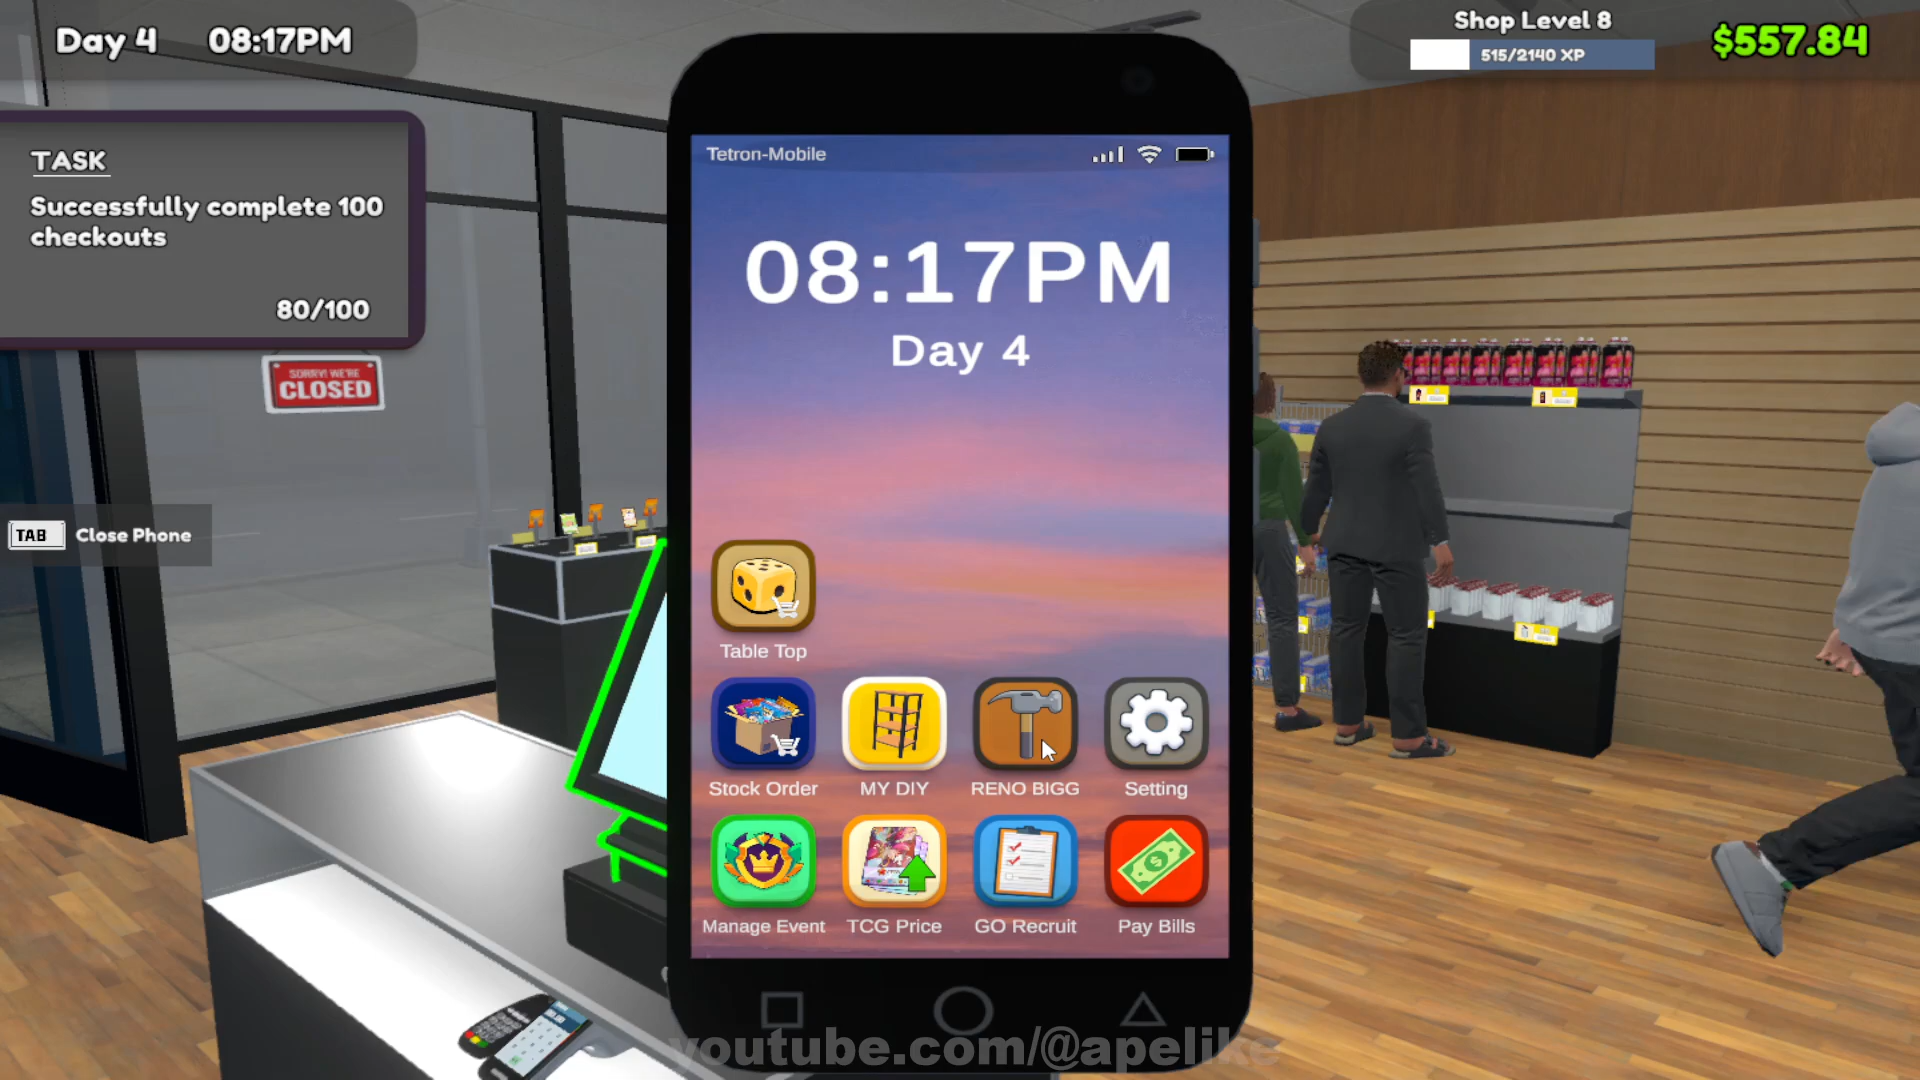 Day 4
08:17PM
Shop Level 8
515/2140 XP
$557.84
TASK
Successfully complete 100
checkouts
80/100
SORRY! WE'RE
CLOSED
TAB
Close Phone
Tetron-Mobile
08:17PM
Day 4
Table Top
Stock Order
MY DIY
RENO BIGG
Setting
Manage Event
TCG Price
GO Recruit
Pay Bills
youtube.com/@apelike